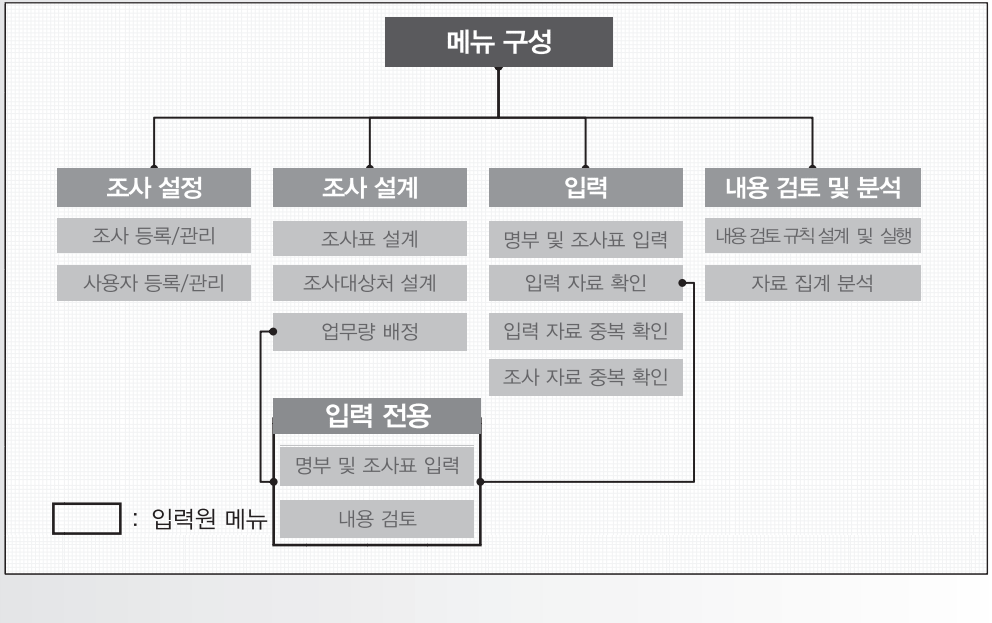 메뉴 구성
조사 설정
조사 등록/관리
사용자 등록/관리
조사 설계
조사표 설계
조사대상처 설계
업무량 배정
입력
명부 및 조사표 입력
입력 자료 확인
입력 자료 중복 확인
조사 자료 중복 확인
내용 검토 및 분석
내용 검토 규칙 설계 및 실행
자료 집계 분석
입력 전용
명부 및 조사표 입력
내용 검토
: 입력원 메뉴